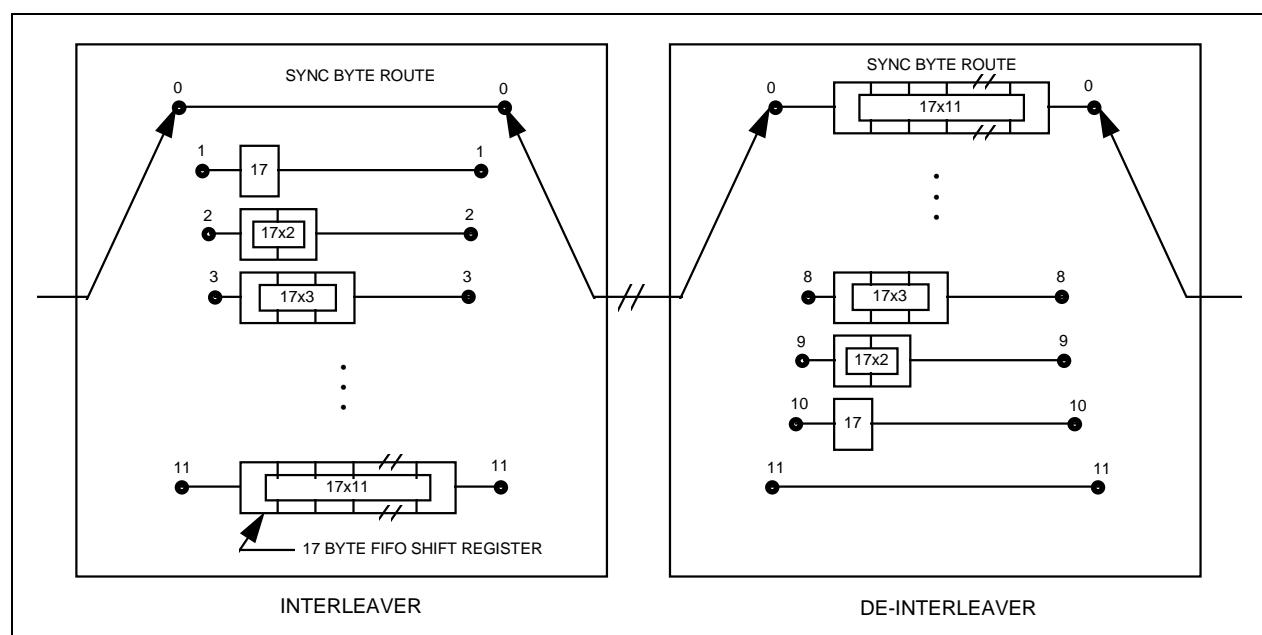 SYNC BYTE ROUTE
0
0
1
17
1
2
17x2
2
3
17x3
3
11
17x11
11
17 BYTE FIFO SHIFT REGISTER
INTERLEAVER
SYNC BYTE ROUTE
0
17x11
0
8
17x3
8
9
17x2
9
10
17
10
11
11
DE-INTERLEAVER